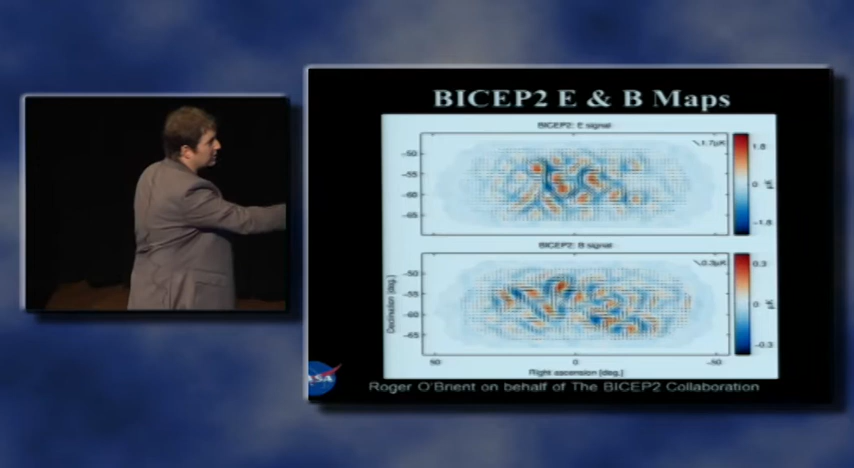 BICEP2 E & B Maps
BICEP2: E signal
1.7µK
-50
-55
-60
-65
1.8
0
-1.8
µK
BICEP2: B signal
0.3µK
-50
-55
-60
-65
0.3
0
-0.3
µK
Declination [deg.]
50
0
-50
Right ascension [deg.]
Roger O'Brient on behalf of The BICEP2 Collaboration